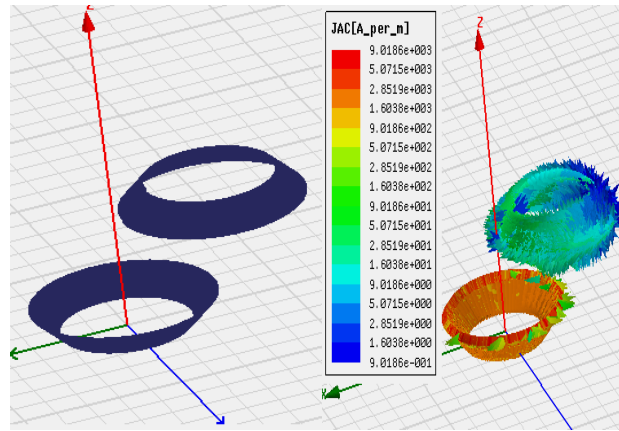 Z
JAC[A_per_m]
9.0186e+003
5.0715e+003
2.8519e+003
1.6038e+003
9.0186e+002
5.0715e+002
2.8519e+002
1.6038e+002
9.0186e+001
5.0715e+001
2.8519e+001
1.6038e+001
9.0186e+000
5.0715e+000
2.8519e+000
1.6038e+000
9.0186e-001
Z